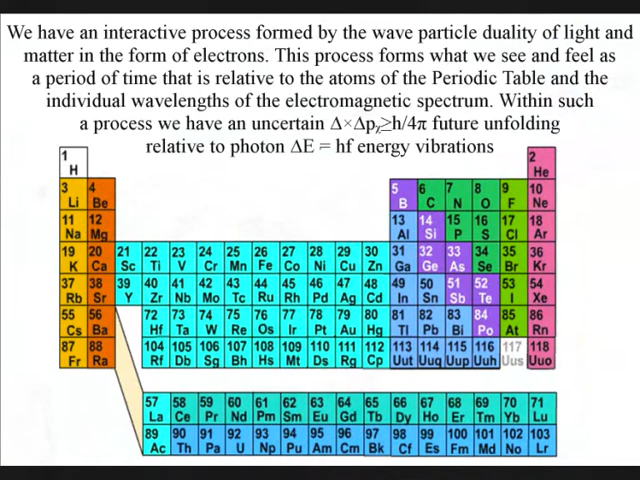 We have an interactive process formed by the wave particle duality of light and
matter in the form of electrons. This process forms what we see and feel as
a period of time that is relative to the atoms of the Periodic Table and the
individual wavelengths of the electromagnetic spectrum. Within such
a process we have an uncertain Δ×Δpᵪ≥h/4π future unfolding
relative to photon ΔE = hf energy vibrations
1 2
H He
3 4 5 6 7 8 9 10
Li Be B C N O F Ne
11 12 13 14 15 16 17 18
Na Mg Al Si P S Cl Ar
19 20 21 22 23 24 25 26 27 28 29 30 31 32 33 34 35 36
K Ca Sc Ti V Cr Mn Fe Co Ni Cu Zn Ga Ge As Se Br Kr
37 38 39 40 41 42 43 44 45 46 47 48 49 50 51 52 53 54
Rb Sr Y Zr Nb Mo Tc Ru Rh Pd Ag Cd In Sn Sb Te I Xe
55 56 72 73 74 75 76 77 78 79 80 81 82 83 84 85 86
Cs Ba Hf Ta W Re Os Ir Pt Au Hg Tl Pb Bi Po At Rn
87 88 104 105 106 107 108 109 110 111 112 113 114 115 116 117 118
Fr Ra Rf Db Sg Bh Hs Mt Ds Rg Cp Uut Uuq Uup Uuh Uus Uuo
57 58 59 60 61 62 63 64 65 66 67 68 69 70 71
La Ce Pr Nd Pm Sm Eu Gd Tb Dy Ho Er Tm Yb Lu
89 90 91 92 93 94 95 96 97 98 99 100 101 102 103
Ac Th Pa U Np Pu Am Cm Bk Cf Es Fm Md No Lr